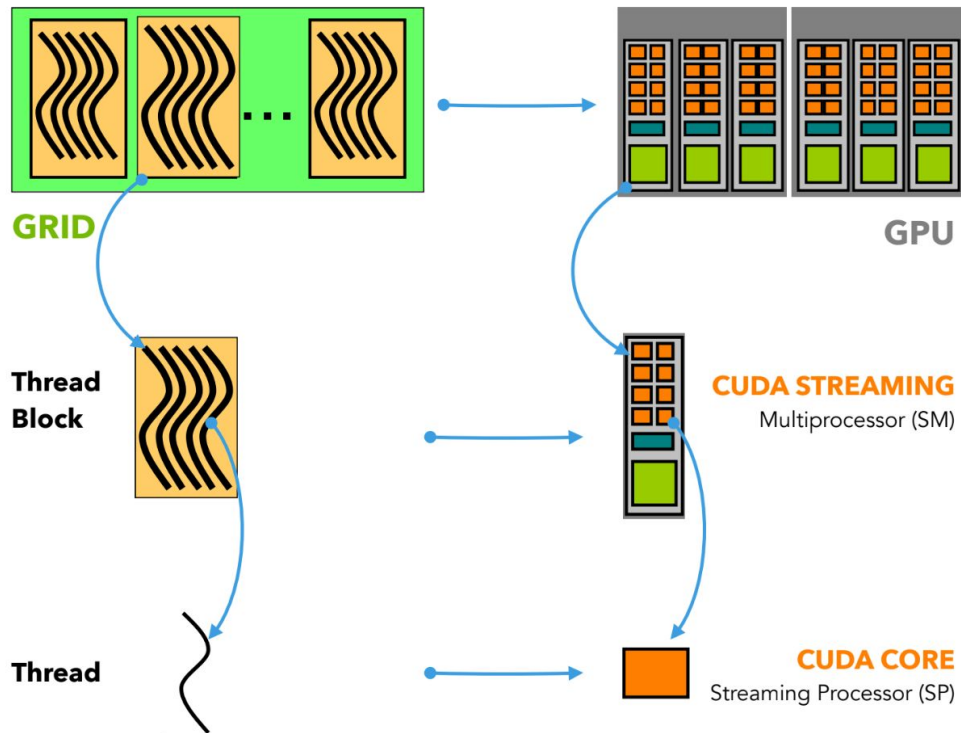 GRID
GPU
Thread
Block
CUDA STREAMING
Multiprocessor (SM)
Thread
CUDA CORE
Streaming Processor (SP)